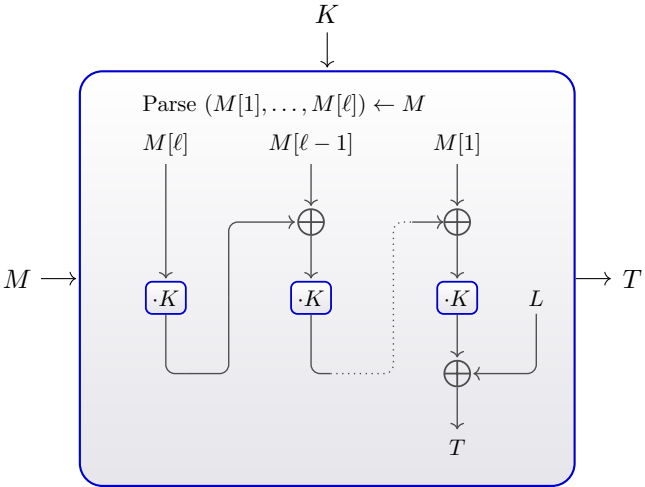 K
Parse (M[1], . . . , M[ℓ]) ← M
M[ℓ] M[ℓ − 1] M[1]
M T
·K ·K ·K L
T